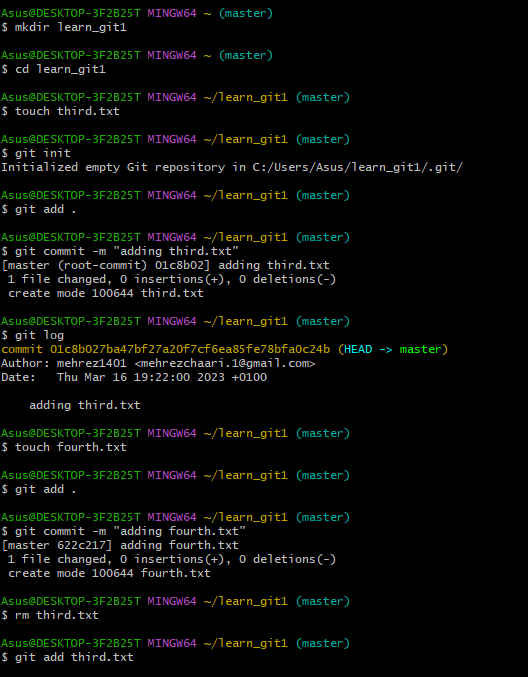 Asus@DESKTOP-3F2B25T MINGW64 ~ (master)
$ mkdir learn_git1
Asus@DESKTOP-3F2B25T MINGW64 ~ (master)
$ cd learn_git1
Asus@DESKTOP-3F2B25T MINGW64 ~/learn_git1 (master)
$ touch third.txt
Asus@DESKTOP-3F2B25T MINGW64 ~/learn_git1 (master)
$ git init
Initialized empty Git repository in C:/Users/Asus/learn_git1/.git/
Asus@DESKTOP-3F2B25T MINGW64 ~/learn_git1 (master)
$ git add .
Asus@DESKTOP-3F2B25T MINGW64 ~/learn_git1 (master)
$ git commit -m "adding third.txt"
[master (root-commit) 01c8b02] adding third.txt
 1 file changed, 0 insertions(+), 0 deletions(-)
 create mode 100644 third.txt
Asus@DESKTOP-3F2B25T MINGW64 ~/learn_git1 (master)
$ git log
commit 01c8b027ba47bf27a20f7cf6ea85fe78bfa0c24b (HEAD -> master)
Author: mehrez1401 <mehrezchaari.1@gmail.com>
Date:   Thu Mar 16 19:22:00 2023 +0100
    adding third.txt
Asus@DESKTOP-3F2B25T MINGW64 ~/learn_git1 (master)
$ touch fourth.txt
Asus@DESKTOP-3F2B25T MINGW64 ~/learn_git1 (master)
$ git add .
Asus@DESKTOP-3F2B25T MINGW64 ~/learn_git1 (master)
$ git commit -m "adding fourth.txt"
[master 622c217] adding fourth.txt
 1 file changed, 0 insertions(+), 0 deletions(-)
 create mode 100644 fourth.txt
Asus@DESKTOP-3F2B25T MINGW64 ~/learn_git1 (master)
$ rm third.txt
Asus@DESKTOP-3F2B25T MINGW64 ~/learn_git1 (master)
$ git add third.txt